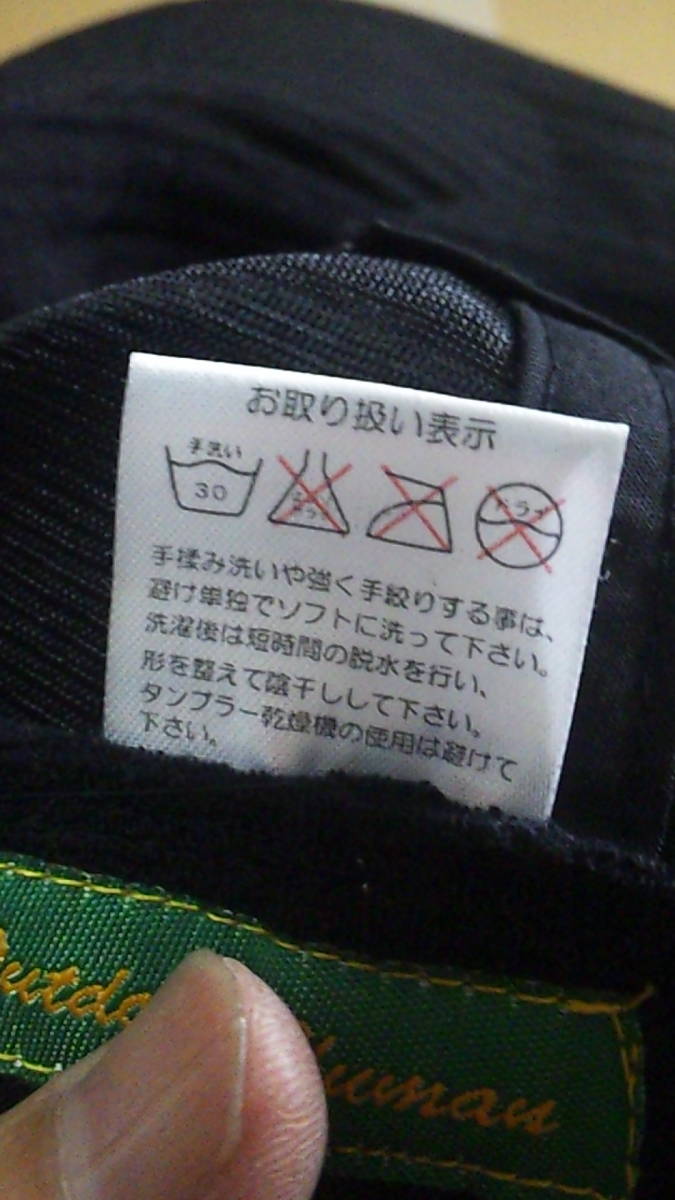 お取り扱い表示
手洗い
30
ドライ
手揉み洗いや強く手絞りする事は、
避け単独でソフトに洗って下さい。
洗濯後は短時間の脱水を行い、
形を整えて陰干しして下さい。
タンブラー乾燥機の使用は避けて
下さい。
human